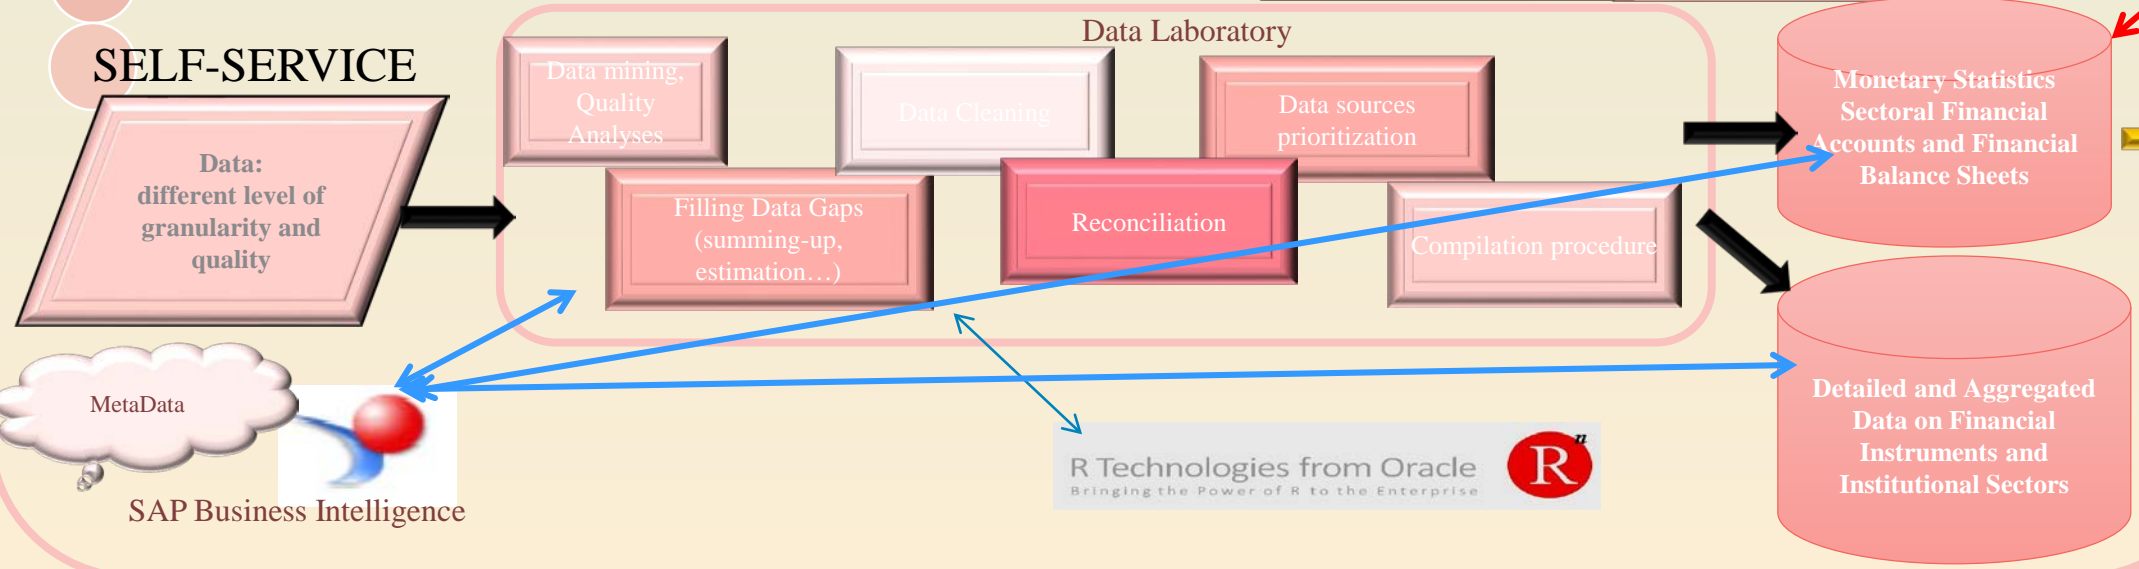 Data Laboratory
SELF-SERVICE
Data:
different level of
granularity and
quality
Data mining,
Quality
Analyses
Data Cleaning
Data sources
prioritization
Filling Data Gaps
(summing-up,
estimation…)
Reconciliation
Compilation procedure
Monetary Statistics
Sectoral Financial
Accounts and Financial
Balance Sheets
Detailed and Aggregated
Data on Financial
Instruments and
Institutional Sectors
MetaData
SAP Business Intelligence
R Technologies from Oracle
Bringing the Power of R to the Enterprise
R n